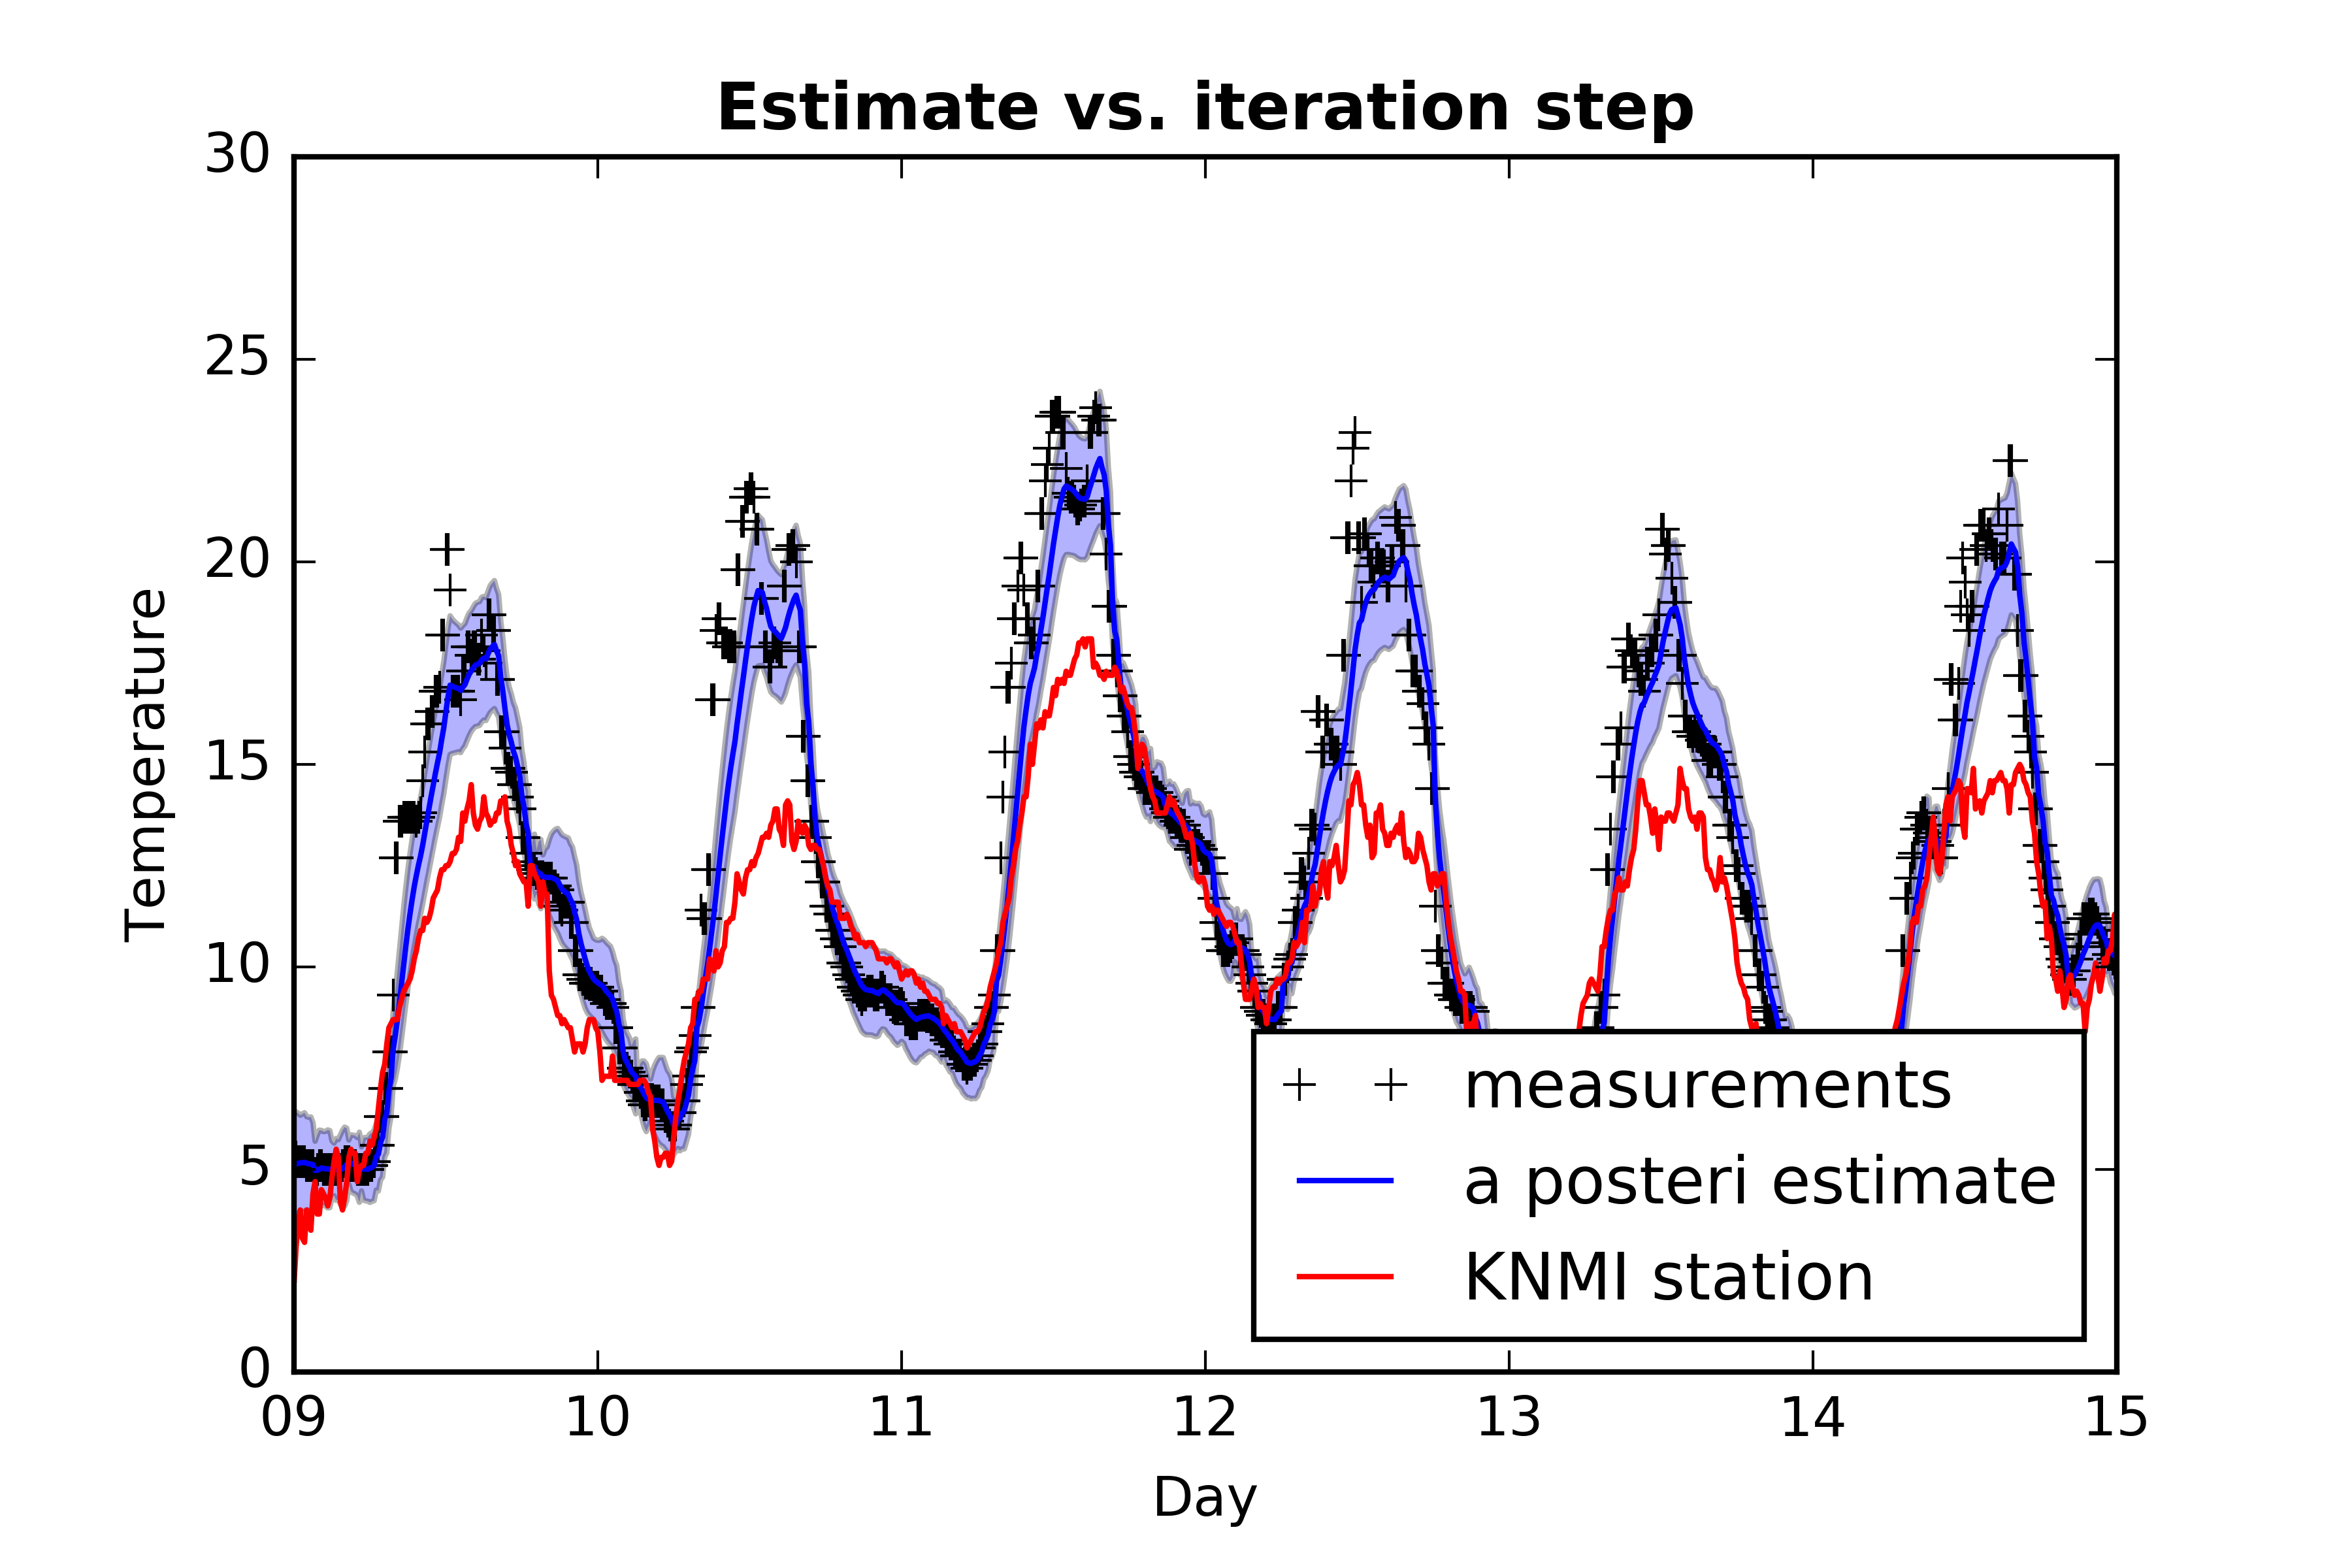 Estimate vs. iteration step
30
25
20
15
10
5
0
Temperature
09 10 11 12 13 14 15
Day
measurements
a posteri estimate
KNMI station